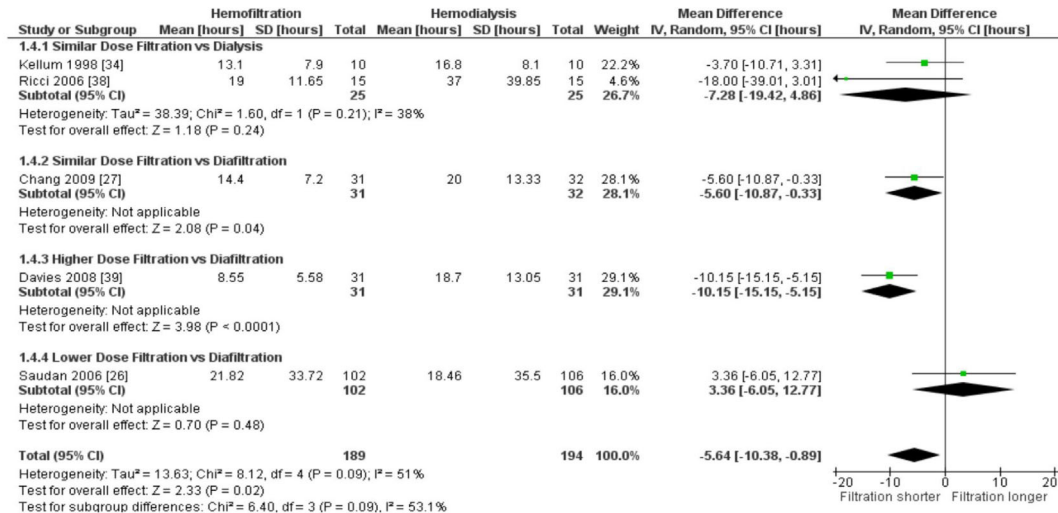 Hemofiltration Hemodialysis Mean Difference Mean Difference
Study or Subgroup Mean [hours] SD [hours] Total Mean [hours] SD [hours] Total Weight IV, Random, 95% CI [hours] IV, Random, 95% CI [hours]
1.4.1 Similar Dose Filtration vs Dialysis
Kellum 1998 [34] 13.1 7.9 10 16.8 8.1 10 22.2% -3.70 [-10.71, 3.31]
Ricci 2006 [38] 19 11.65 15 37 39.85 15 4.6% -18.00 [-39.01, 3.01]
Subtotal (95% CI) 25 25 26.7% -7.28 [-19.42, 4.86]
Heterogeneity: Tau² = 38.39; Chi² = 1.60, df = 1 (P = 0.21); I² = 38%
Test for overall effect: Z = 1.18 (P = 0.24)
1.4.2 Similar Dose Filtration vs Diafiltration
Chang 2009 [27] 14.4 7.2 31 20 13.33 32 28.1% -5.60 [-10.87, -0.33]
Subtotal (95% CI) 31 32 28.1% -5.60 [-10.87, -0.33]
Heterogeneity: Not applicable
Test for overall effect: Z = 2.08 (P = 0.04)
1.4.3 Higher Dose Filtration vs Diafiltration
Davies 2008 [39] 8.55 5.58 31 18.7 13.05 31 29.1% -10.15 [-15.15, -5.15]
Subtotal (95% CI) 31 31 29.1% -10.15 [-15.15, -5.15]
Heterogeneity: Not applicable
Test for overall effect: Z = 3.98 (P < 0.0001)
1.4.4 Lower Dose Filtration vs Diafiltration
Saudan 2006 [26] 21.82 33.72 102 18.46 35.5 106 16.0% 3.36 [-6.05, 12.77]
Subtotal (95% CI) 102 106 16.0% 3.36 [-6.05, 12.77]
Heterogeneity: Not applicable
Test for overall effect: Z = 0.70 (P = 0.48)
Total (95% CI) 189 194 100.0% -5.64 [-10.38, -0.89]
Heterogeneity: Tau² = 13.63; Chi² = 8.12, df = 4 (P = 0.09); I² = 51%
Test for overall effect: Z = 2.33 (P = 0.02)
Test for subgroup differences: Chi² = 6.40, df = 3 (P = 0.09), I² = 53.1%
-20 -10 0 10 20
Filtration shorter Filtration longer